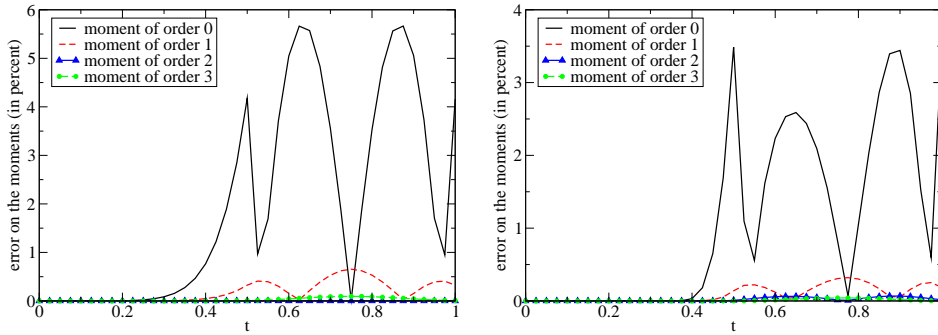 error on the moments (in percent)
6
5
4
3
2
1
0
moment of order 0
moment of order 1
moment of order 2
moment of order 3
0 0.2 0.4 0.6 0.8 1
t
error on the moments (in percent)
4
3
2
1
0
moment of order 0
moment of order 1
moment of order 2
moment of order 3
0 0.2 0.4 0.6 0.8
t